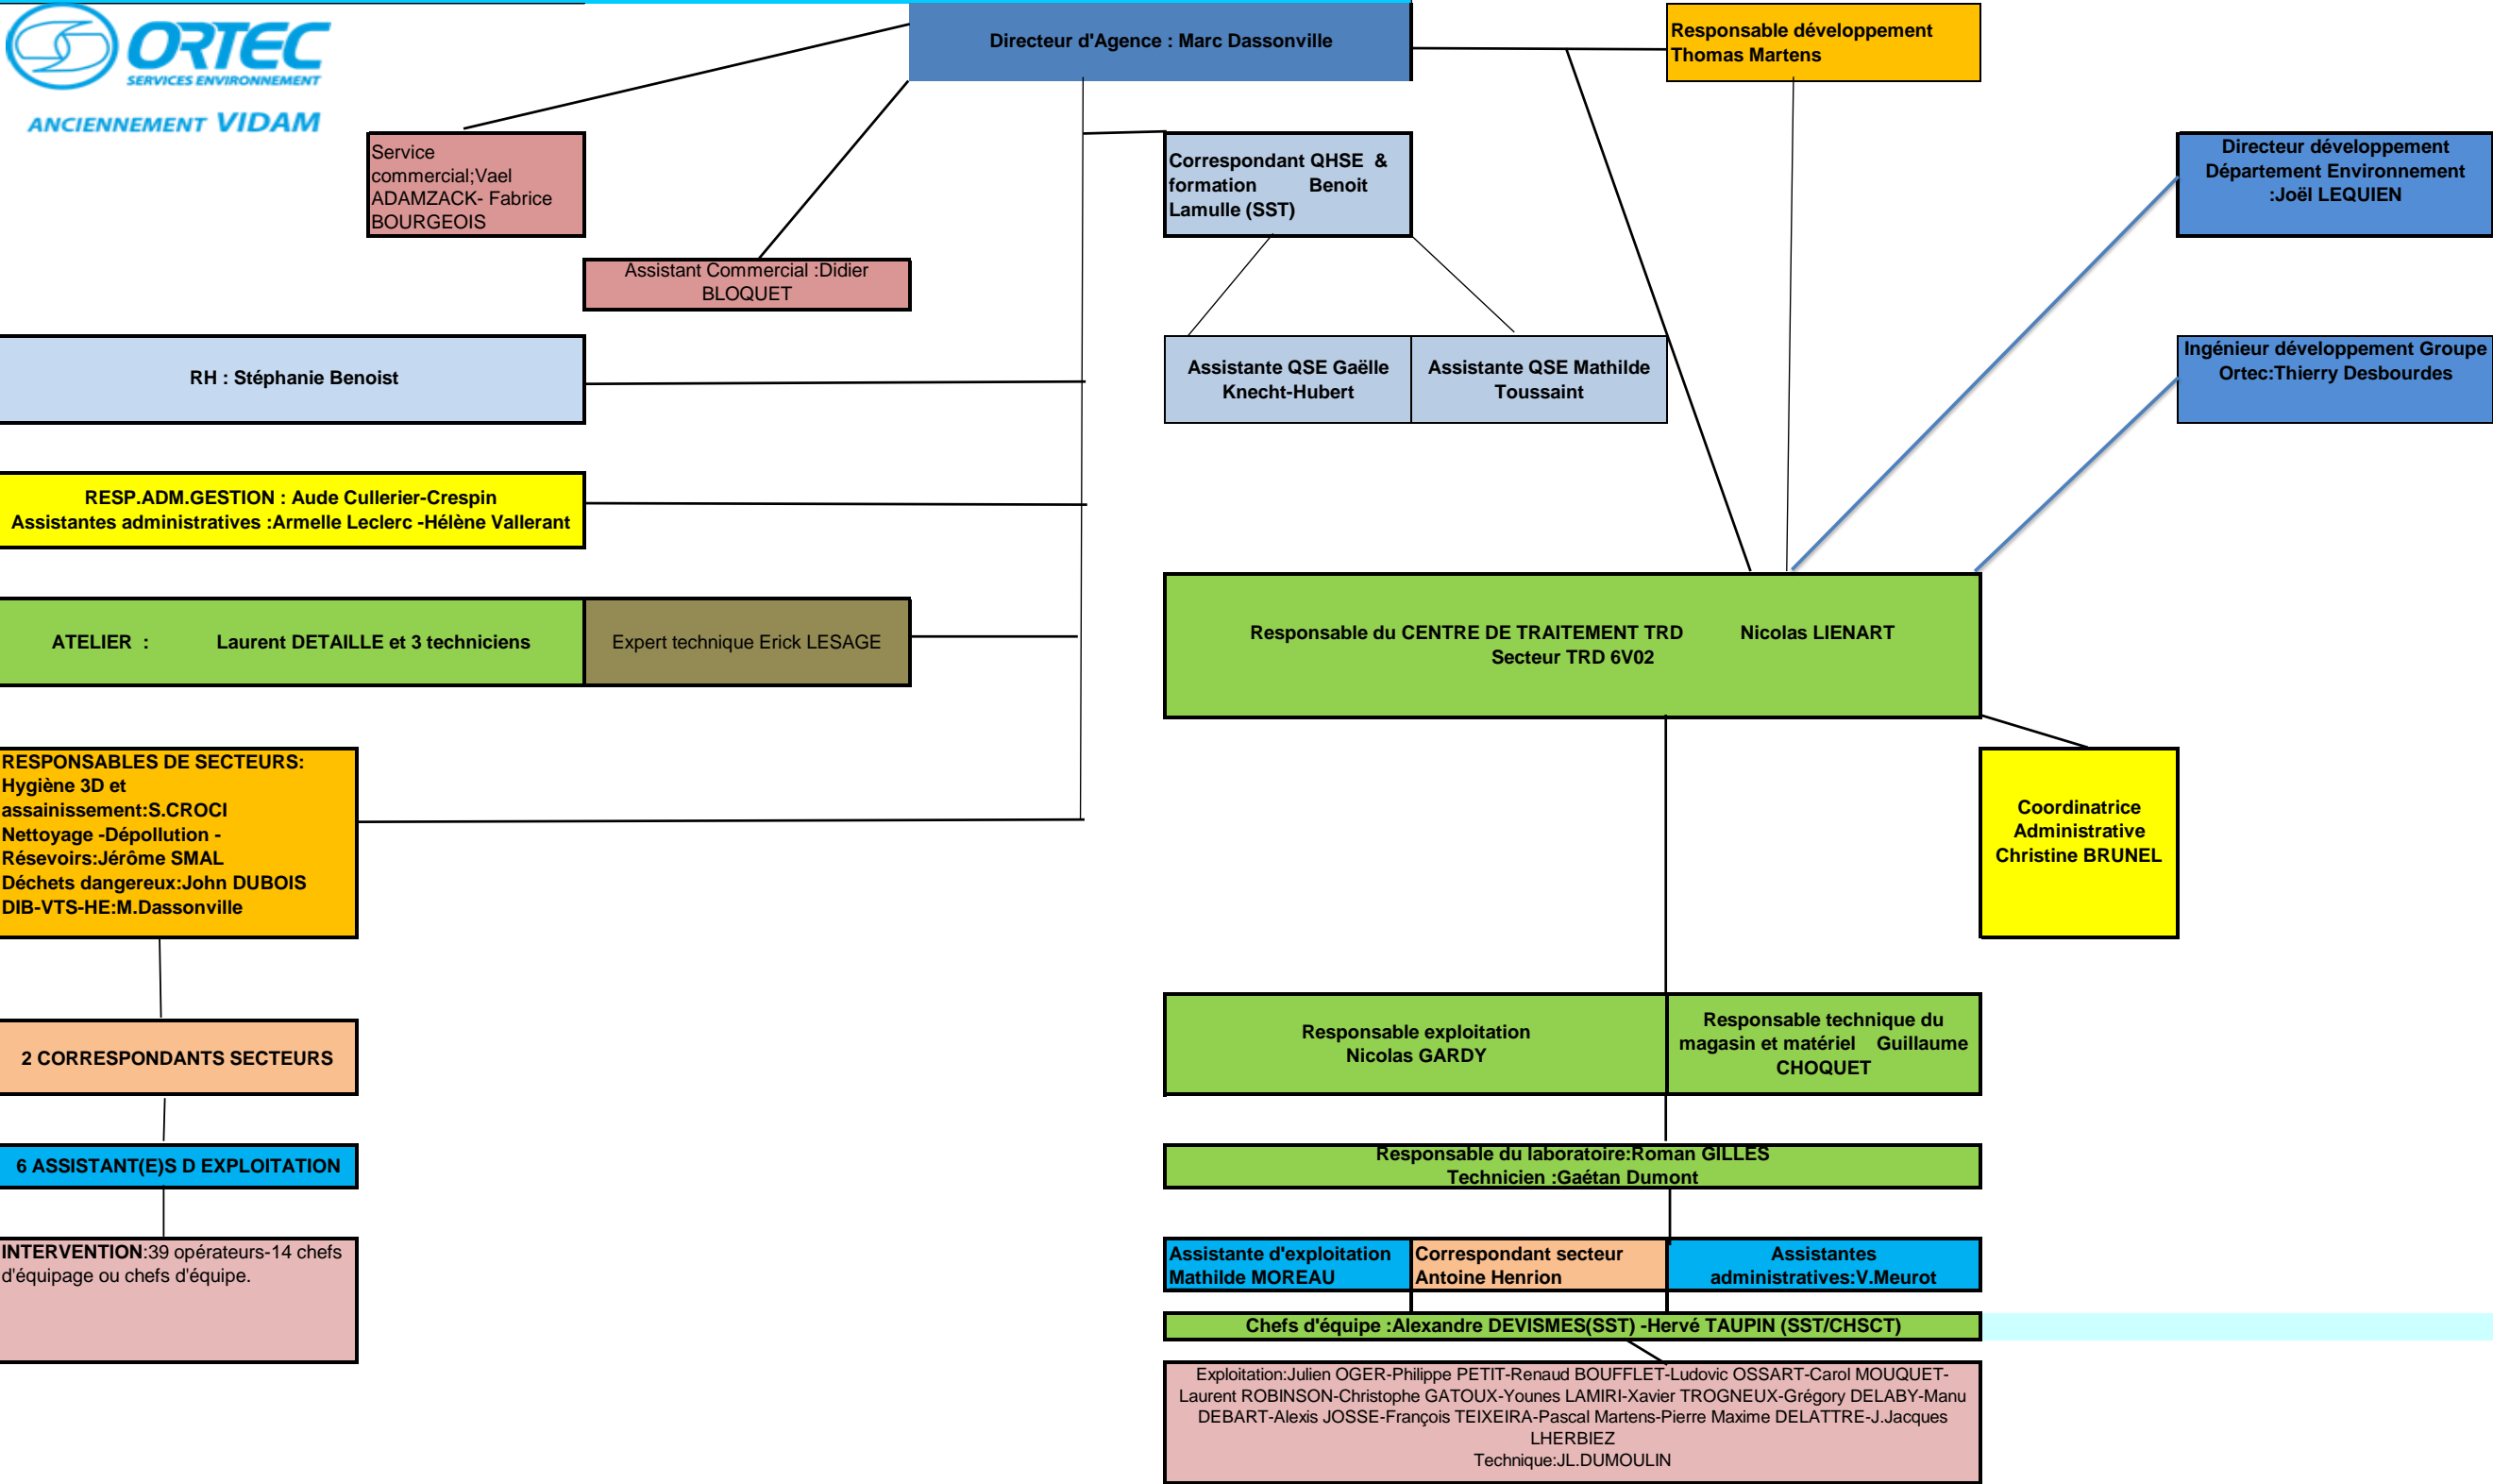 ORTEC
SERVICES ENVIRONNEMENT
ANCIENNEMENT VIDAM
Directeur d'Agence : Marc Dassonville
Responsable développement
Thomas Martens
Service
commercial;Vael
ADAMZACK- Fabrice
BOURGEOIS
Correspondant QHSE & 
formation Benoit
Lamulle (SST)
Directeur développement
Département Environnement
:Joël LEQUIEN
Assistant Commercial :Didier
BLOQUET
RH : Stéphanie Benoist
Assistante QSE Gaëlle
Knecht-Hubert
Assistante QSE Mathilde
Toussaint
Ingénieur développement Groupe
Ortec:Thierry Desbourdes
RESP.ADM.GESTION : Aude Cullerier-Crespin
Assistantes administratives :Armelle Leclerc -Hélène Vallerant
ATELIER : Laurent DETAILLE et 3 techniciens
Expert technique Erick LESAGE
Responsable du CENTRE DE TRAITEMENT TRD Nicolas LIENART
Secteur TRD 6V02
RESPONSABLES DE SECTEURS:
Hygiène 3D et
assainissement:S.CROCI
Nettoyage -Dépollution -
Résevoirs:Jérôme SMAL
Déchets dangereux:John DUBOIS
DIB-VTS-HE:M.Dassonville
Coordinatrice
Administrative
Christine BRUNEL
2 CORRESPONDANTS SECTEURS
Responsable exploitation
Nicolas GARDY
Responsable technique du
magasin et matériel Guillaume
CHOQUET
6 ASSISTANT(E)S D EXPLOITATION
Responsable du laboratoire:Roman GILLES
Technicien :Gaétan Dumont
INTERVENTION:39 opérateurs-14 chefs
d'équipage ou chefs d'équipe.
Assistante d'exploitation
Mathilde MOREAU
Correspondant secteur
Antoine Henrion
Assistantes
administratives:V.Meurot
Chefs d'équipe :Alexandre DEVISMES(SST) -Hervé TAUPIN (SST/CHSCT)
Exploitation:Julien OGER-Philippe PETIT-Renaud BOUFFLET-Ludovic OSSART-Carol MOUQUET-
Laurent ROBINSON-Christophe GATOUX-Younes LAMIRI-Xavier TROGNEUX-Grégory DELABY-Manu
DEBART-Alexis JOSSE-François TEIXEIRA-Pascal Martens-Pierre Maxime DELATTRE-J.Jacques
LHERBIEZ
Technique:JL.DUMOULIN